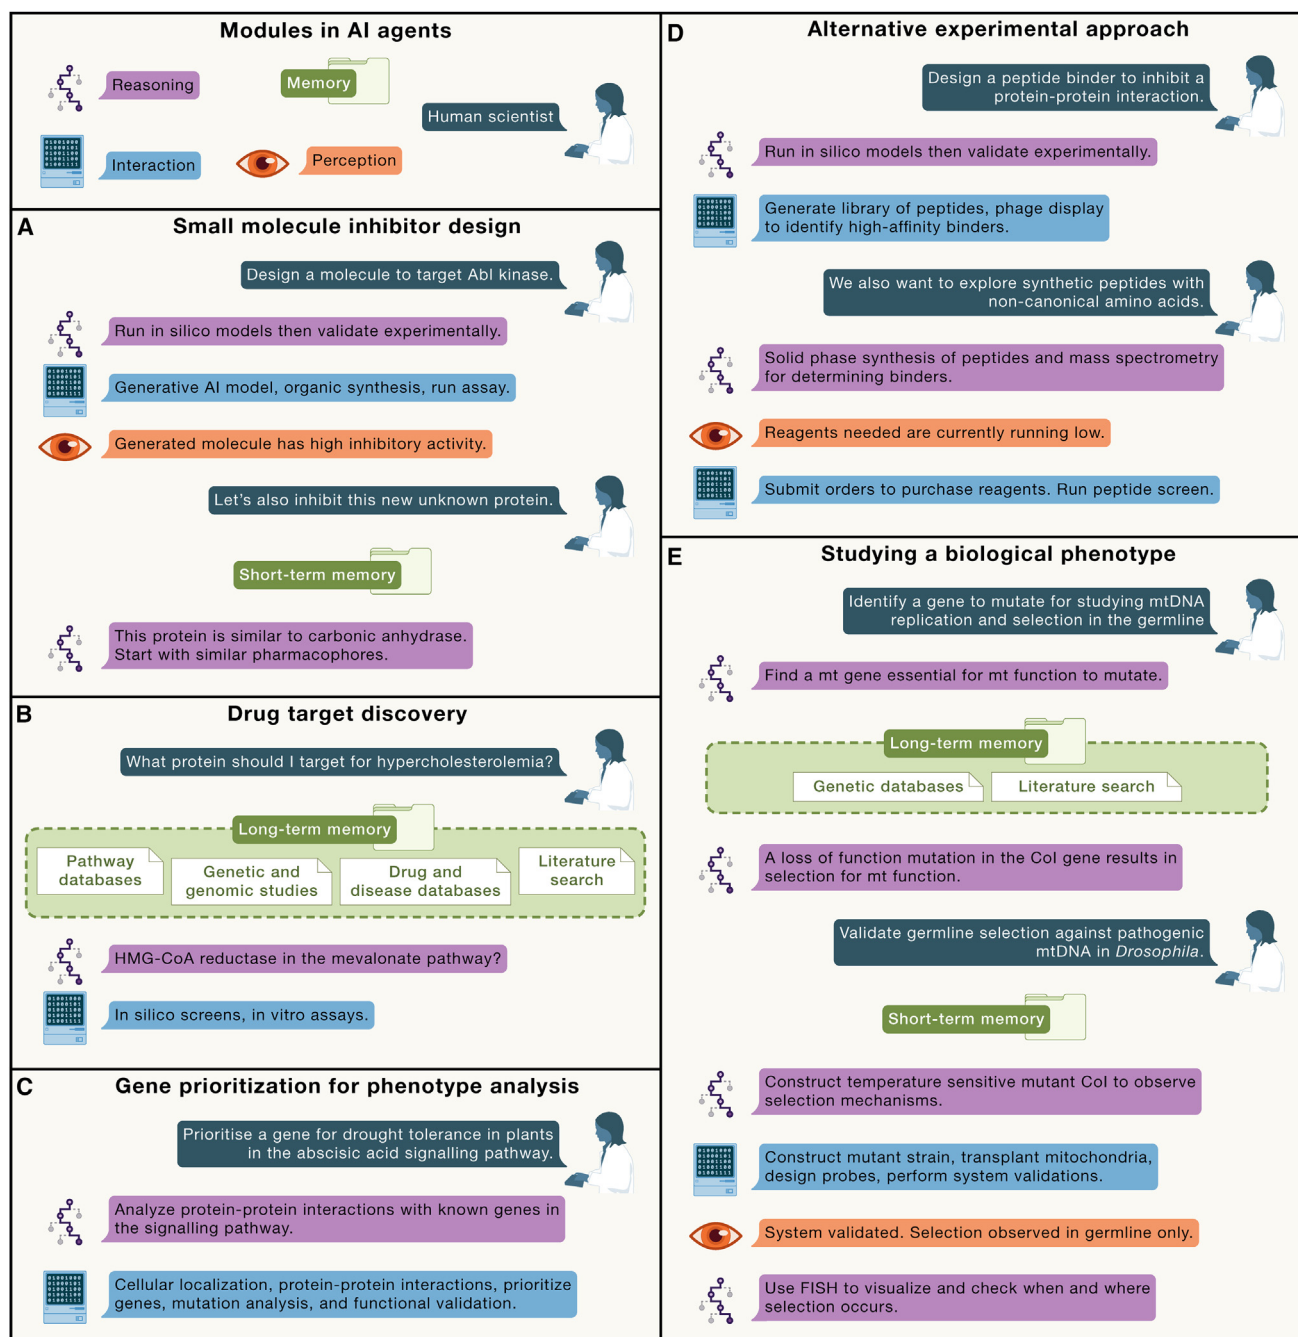 Modules in AI agents
Reasoning
Memory
Human scientist
Interaction
Perception
A
Small molecule inhibitor design
Design a molecule to target Abl kinase.
Run in silico models then validate experimentally.
Generative AI model, organic synthesis, run assay.
Generated molecule has high inhibitory activity.
Let's also inhibit this new unknown protein.
Short-term memory
This protein is similar to carbonic anhydrase.
Start with similar pharmacophores.
B
Drug target discovery
What protein should I target for hypercholesterolemia?
Long-term memory
Pathway
databases
Genetic and
genomic studies
Drug and
disease databases
Literature
search
HMG-CoA reductase in the mevalonate pathway?
In silico screens, in vitro assays.
C
Gene prioritization for phenotype analysis
Prioritise a gene for drought tolerance in plants
in the abscisic acid signalling pathway.
Analyze protein-protein interactions with known genes in
the signalling pathway.
Cellular localization, protein-protein interactions, prioritize
genes, mutation analysis, and functional validation.
D
Alternative experimental approach
Design a peptide binder to inhibit a
protein-protein interaction.
Run in silico models then validate experimentally.
Generate library of peptides, phage display
to identify high-affinity binders.
We also want to explore synthetic peptides with
non-canonical amino acids.
Solid phase synthesis of peptides and mass spectrometry
for determining binders.
Reagents needed are currently running low.
Submit orders to purchase reagents. Run peptide screen.
E
Studying a biological phenotype
Identify a gene to mutate for studying mtDNA
replication and selection in the germline
Find a mt gene essential for mt function to mutate.
Long-term memory
Genetic databases
Literature search
A loss of function mutation in the CoI gene results in
selection for mt function.
Validate germline selection against pathogenic
mtDNA in Drosophila.
Short-term memory
Construct temperature sensitive mutant CoI to observe
selection mechanisms.
Construct mutant strain, transplant mitochondria,
design probes, perform system validations.
System validated. Selection observed in germline only.
Use FISH to visualize and check when and where
selection occurs.